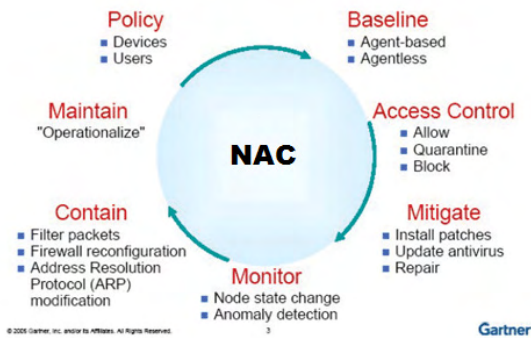 Policy
Devices
Users
Baseline
Agent-based
Agentless
Maintain
"Operationalize"
NAC
Access Control
Allow
Quarantine
Block
Contain
Filter packets
Firewall reconfiguration
Address Resolution
Protocol (ARP)
modification
Mitigate
Install patches
Update antivirus
Repair
Monitor
Node state change
Anomaly detection
© 2005 Gartner, Inc. and/or its Affiliates. All Rights Reserved.
3
Gartner